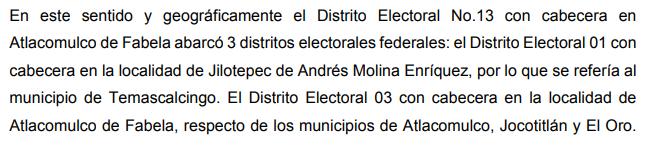 En este sentido y geográficamente el Distrito Electoral No.13 con cabecera en
Atlacomulco de Fabela abarcó 3 distritos electorales federales: el Distrito Electoral 01 con
cabecera en la localidad de Jilotepec de Andrés Molina Enríquez, por lo que se refería al
municipio de Temascalcingo. El Distrito Electoral 03 con cabecera en la localidad de
Atlacomulco de Fabela, respecto de los municipios de Atlacomulco, Jocotitlán y El Oro.